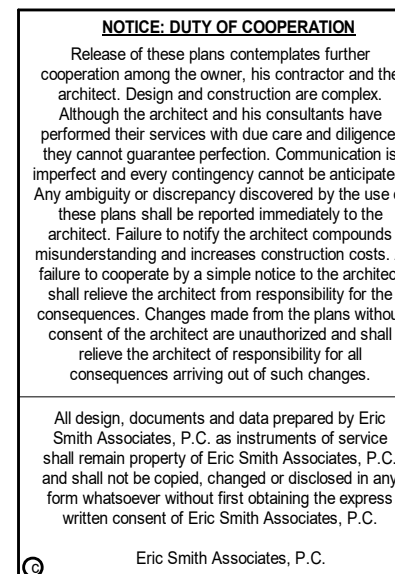 NOTICE: DUTY OF COOPERATION
Release of these plans contemplates further
cooperation among the owner, his contractor and the
architect. Design and construction are complex.
Although the architect and his consultants have
performed their services with due care and diligence
they cannot guarantee perfection. Communication is
imperfect and every contingency cannot be anticipate
Any ambiguity or discrepancy discovered by the use
these plans shall be reported immediately to the
architect. Failure to notify the architect compounds
misunderstanding and increases construction costs.
failure to cooperate by a simple notice to the architec
shall relieve the architect from responsibility for the
consequences. Changes made from the plans withou
consent of the architect are unauthorized and shall
relieve the architect of responsibility for all
consequences arriving out of such changes.
All design, documents and data prepared by Eric
Smith Associates, P.C. as instruments of service
shall remain property of Eric Smith Associates, P.C.
and shall not be copied, changed or disclosed in any
form whatsoever without first obtaining the express
written consent of Eric Smith Associates, P.C.
© Eric Smith Associates, P.C.